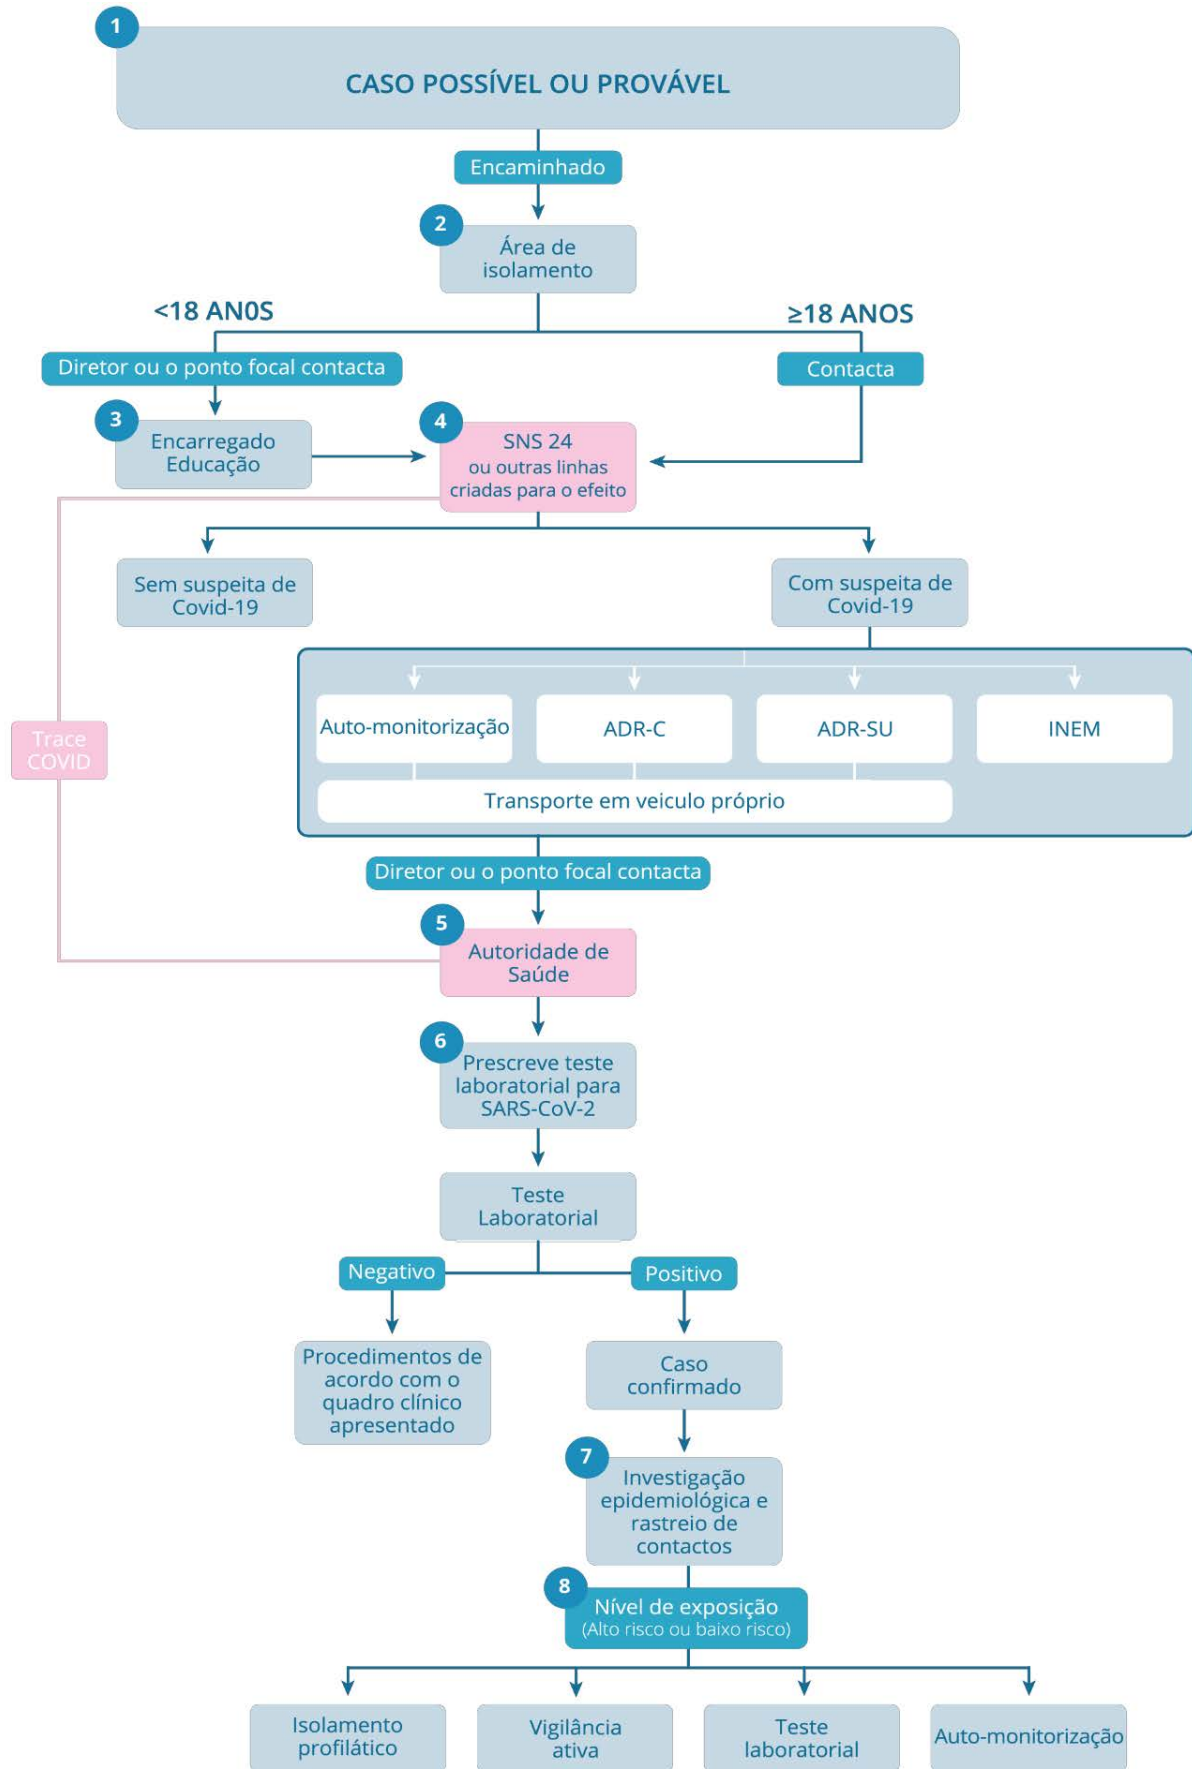 1
CASO POSSÍVEL OU PROVÁVEL
Encaminhado
2
Área de
isolamento
<18 AN0S
≥18 ANOS
Diretor ou o ponto focal contacta
Contacta
3
Encarregado
Educação
4
SNS 24
ou outras linhas
criadas para o efeito
Sem suspeita de
Covid-19
Com suspeita de
Covid-19
Trace
COVID
Auto-monitorização
ADR-C
ADR-SU
INEM
Transporte em veiculo próprio
Diretor ou o ponto focal contacta
5
Autoridade de
Saúde
6
Prescreve teste
laboratorial para
SARS-CoV-2
Teste
Laboratorial
Negativo
Positivo
Procedimentos de
acordo com o
quadro clínico
apresentado
Caso
confirmado
7
Investigação
epidemiológica e
rastreio de
contactos
8
Nível de exposição
(Alto risco ou baixo risco)
Isolamento
profilático
Vigilância
ativa
Teste
laboratorial
Auto-monitorização